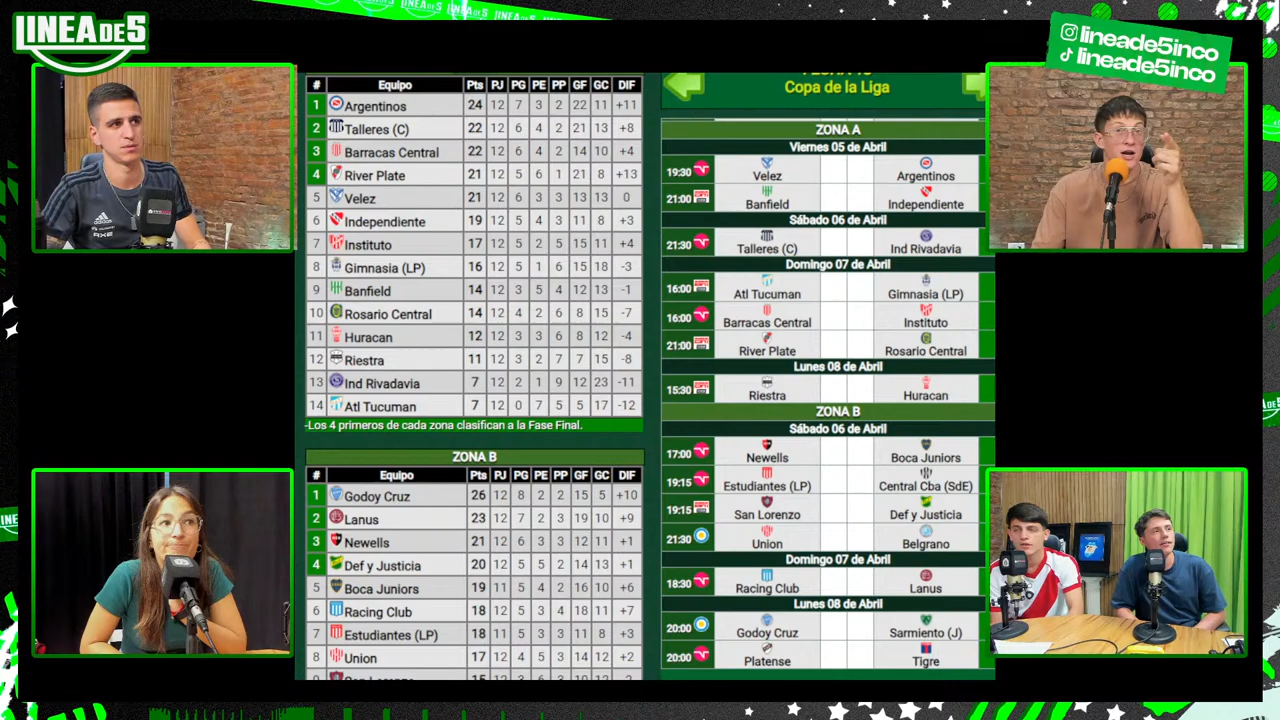 LINEADE5
lineade5inco
lineade5inco
# Equipo Pts PJ PG PE PP GF GC DIF
1 Argentinos 24 12 7 3 2 22 11 +11
2 Talleres (C) 22 12 6 4 2 21 13 +8
3 Barracas Central 22 12 6 4 2 14 10 +4
4 River Plate 21 12 5 6 1 21 8 +13
5 Velez 21 12 6 3 3 13 13 0
6 Independiente 19 12 5 4 3 11 8 +3
7 Instituto 17 12 5 2 5 15 11 +4
8 Gimnasia (LP) 16 12 5 1 6 15 18 -3
9 Banfield 14 12 3 5 4 12 13 -1
10 Rosario Central 14 12 4 2 6 8 15 -7
11 Huracan 12 12 3 3 6 8 12 -4
12 Riestra 11 12 3 2 7 7 15 -8
13 Ind Rivadavia 7 12 2 1 9 12 23 -11
14 Atl Tucuman 7 12 0 7 5 5 17 -12
-Los 4 primeros de cada zona clasifican a la Fase Final.
ZONA B
# Equipo Pts PJ PG PE PP GF GC DIF
1 Godoy Cruz 26 12 8 2 2 15 5 +10
2 Lanus 23 12 7 2 3 19 10 +9
3 Newells 21 12 6 3 3 12 11 +1
4 Def y Justicia 20 12 5 5 2 14 13 +1
5 Boca Juniors 19 11 5 4 2 16 10 +6
6 Racing Club 18 12 5 3 4 18 11 +7
7 Estudiantes (LP) 18 11 5 3 3 11 8 +3
8 Union 17 12 4 5 3 14 12 +2
Copa de la Liga
ZONA A
Viernes 05 de Abril
19:30 Velez Argentinos
21:00 ESPN Banfield Independiente
Sábado 06 de Abril
21:30 Talleres (C) Ind Rivadavia
Domingo 07 de Abril
16:00 ESPN Atl Tucuman Gimnasia (LP)
16:00 Barracas Central Instituto
21:00 ESPN River Plate Rosario Central
Lunes 08 de Abril
15:30 ESPN Riestra Huracan
ZONA B
Sábado 06 de Abril
17:00 Newells Boca Juniors
19:15 Estudiantes (LP) Central Cba (SdE)
19:15 ESPN San Lorenzo Def y Justicia
21:30 Union Belgrano
Domingo 07 de Abril
18:30 Racing Club Lanus
Lunes 08 de Abril
20:00 Godoy Cruz Sarmiento (J)
20:00 Platense Tigre
adidas
AXE